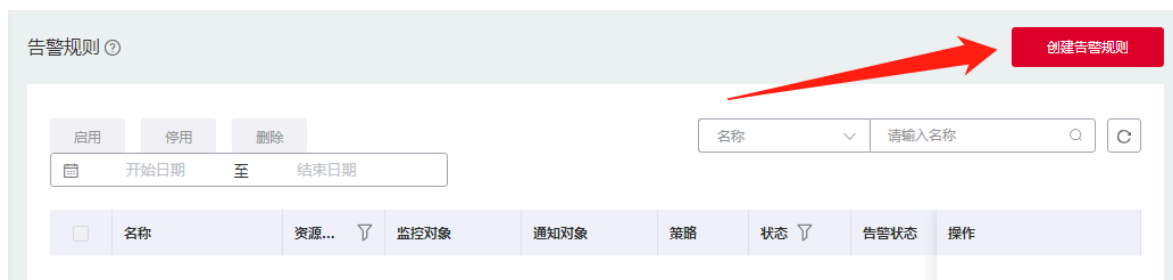 告警规则
创建告警规则
启用 停用 删除 名称 请输入名称
开始日期 至 结束日期
名称 资源... 监控对象 通知对象 策略 状态 告警状态 操作